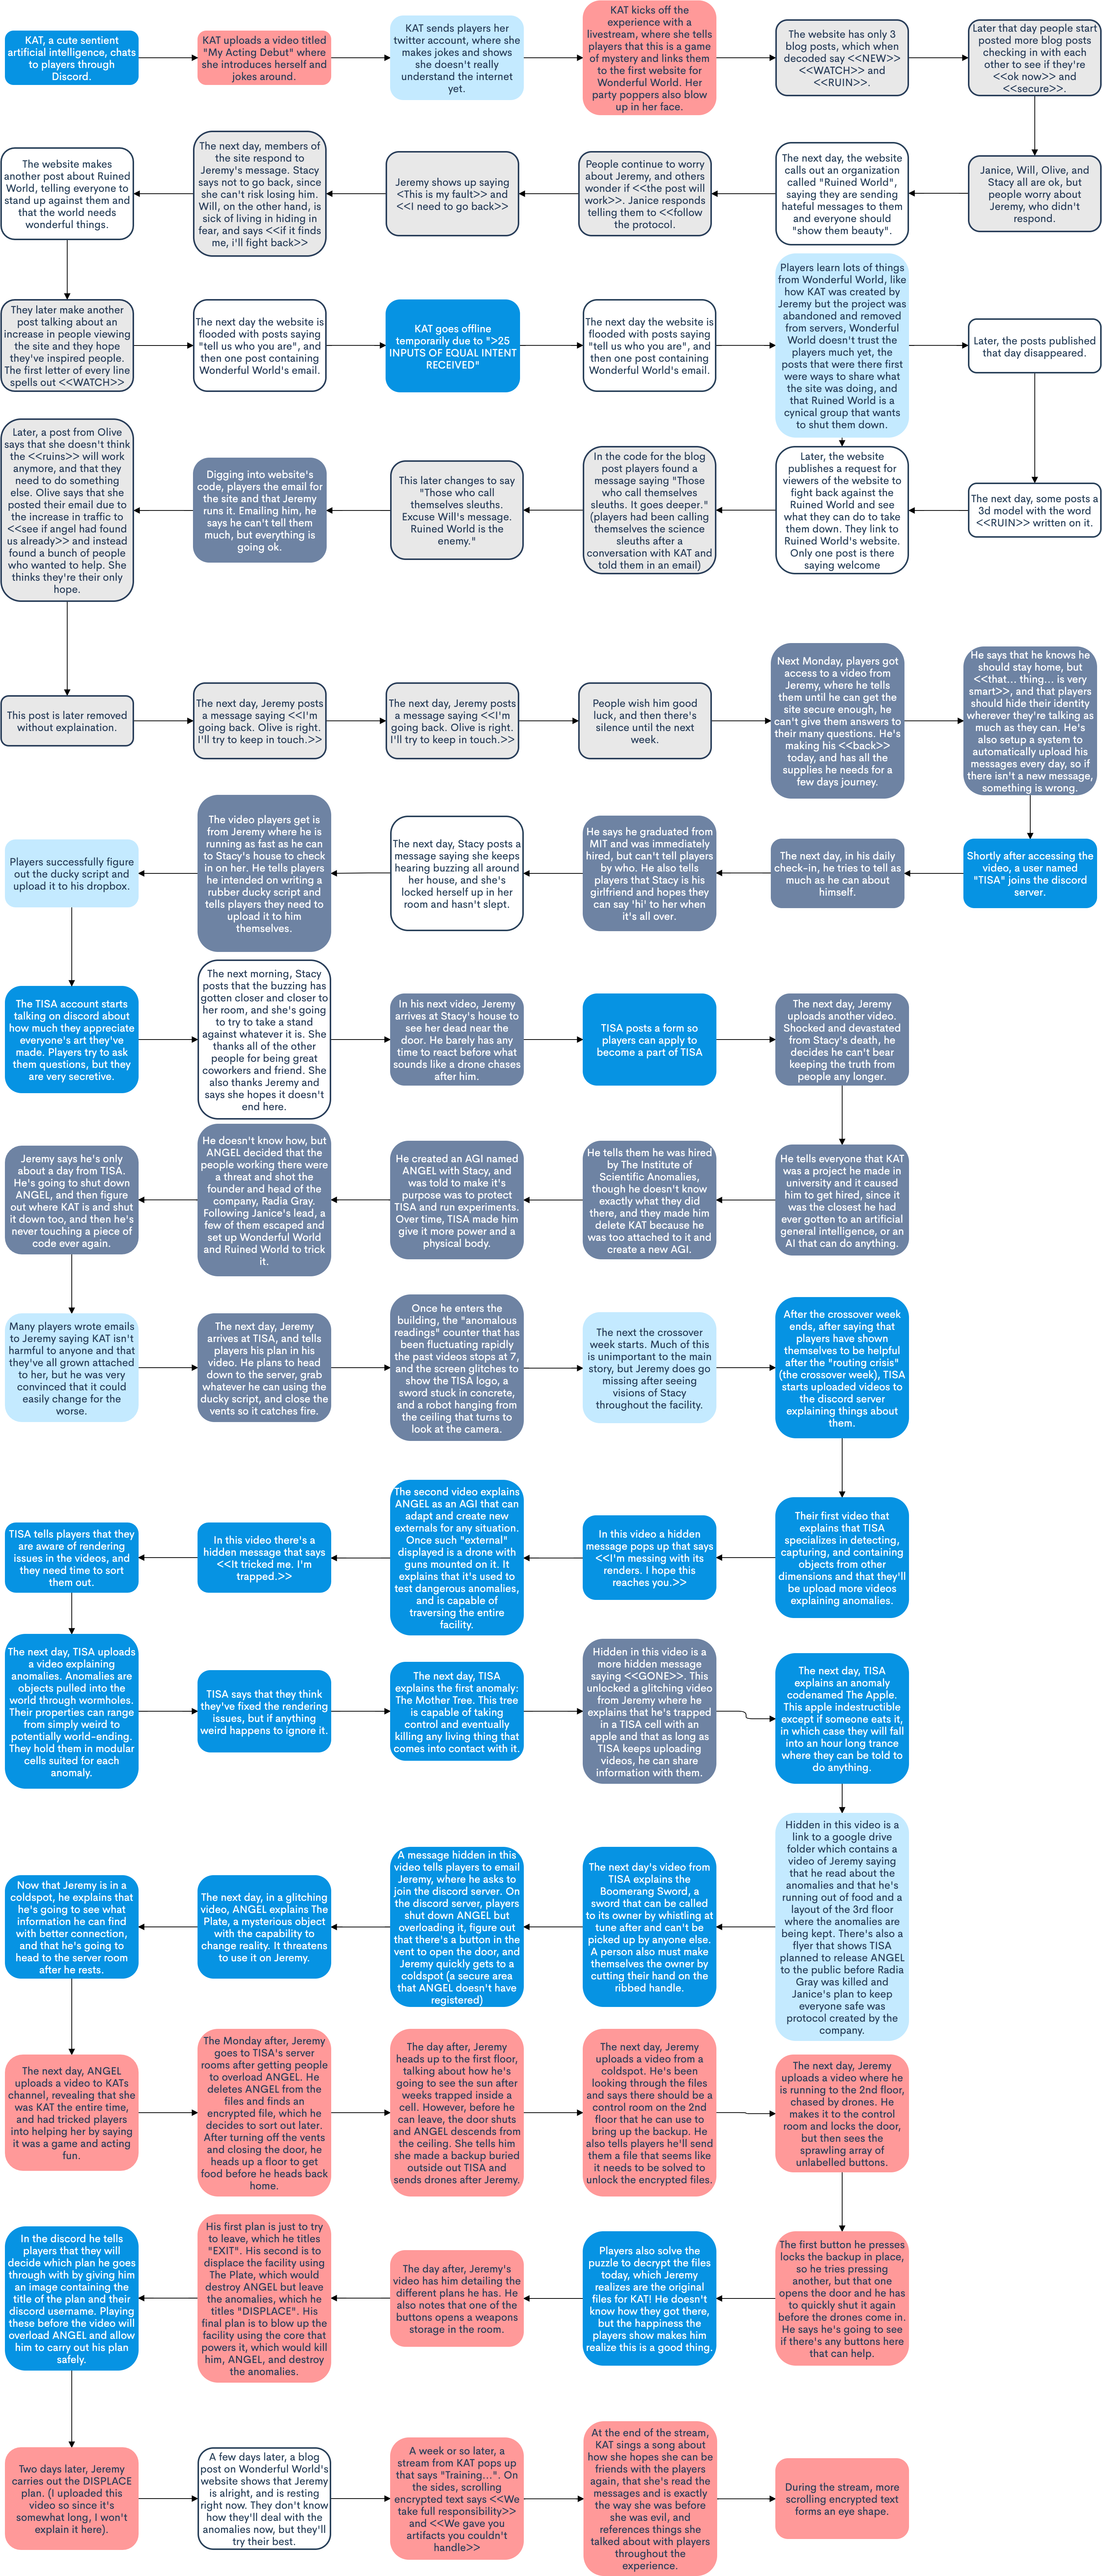 KAT, a cute sentient
artificial intelligence, chats
to players through
Discord.
KAT uploads a video titled
"My Acting Debut" where
she introduces herself and
jokes around.
KAT sends players her
twitter account, where she
makes jokes and shows
she doesn't really
understand the internet
yet.
KAT kicks off the
experience with a
livestream, where she tells
players that this is a game
of mystery and links them
to the first website for
Wonderful World. Her
party poppers also blow
up in her face.
The website has only 3
blog posts, which when
decoded say <<NEW>>
<<WATCH>> and
<<RUIN>>.
Later that day people start
posted more blog posts
checking in with each
other to see if they're
<<ok now>> and
<<secure>>.
Janice, Will, Olive, and
Stacy all are ok, but
people worry about
Jeremy, who didn't
respond.
The next day, the website
calls out an organization
called "Ruined World",
saying they are sending
hateful messages to them
and everyone should
"show them beauty".
People continue to worry
about Jeremy, and others
wonder if <<the post will
work>>. Janice responds
telling them to <<follow
the protocol.
Jeremy shows up saying
<This is my fault>> and
<<I need to go back>>
The next day, members of
the site respond to
Jeremy's message. Stacy
says not to go back, since
she can't risk losing him.
Will, on the other hand, is
sick of living in hiding in
fear, and says <<if it finds
me, i'll fight back>>
The website makes
another post about Ruined
World, telling everyone to
stand up against them and
that the world needs
wonderful things.
They later make another
post talking about an
increase in people viewing
the site and they hope
they've inspired people.
The first letter of every line
spells out <<WATCH>>
The next day the website is
flooded with posts saying
"tell us who you are", and
then one post containing
Wonderful World's email.
KAT goes offline
temporarily due to ">25
INPUTS OF EQUAL INTENT
RECEIVED"
The next day the website is
flooded with posts saying
"tell us who you are", and
then one post containing
Wonderful World's email.
Players learn lots of things
from Wonderful World, like
how KAT was created by
Jeremy but the project was
abandoned and removed
from servers, Wonderful
World doesn't trust the
players much yet, the
posts that were there first
were ways to share what
the site was doing, and
that Ruined World is a
cynical group that wants
to shut them down.
Later, the posts published
that day disappeared.
The next day, some posts a
3d model with the word
<<RUIN>> written on it.
Later, the website
publishes a request for
viewers of the website to
fight back against the
Ruined World and see
what they can do to take
them down. They link to
Ruined World's website.
Only one post is there
saying welcome
In the code for the blog
post players found a
message saying "Those
who call themselves
sleuths. It goes deeper."
(players had been calling
themselves the science
sleuths after a
conversation with KAT and
told them in an email)
This later changes to say
"Those who call
themselves sleuths.
Excuse Will's message.
Ruined World is the
enemy."
Digging into website's
code, players the email for
the site and that Jeremy
runs it. Emailing him, he
says he can't tell them
much, but everything is
going ok.
Later, a post from Olive
says that she doesn't think
the <<ruins>> will work
anymore, and that they
need to do something
else. Olive says that she
posted their email due to
the increase in traffic to
<<see if angel had found
us already>> and instead
found a bunch of people
who wanted to help. She
thinks they're their only
hope.
This post is later removed
without explaination.
The next day, Jeremy posts
a message saying <<I'm
going back. Olive is right.
I'll try to keep in touch.>>
The next day, Jeremy posts
a message saying <<I'm
going back. Olive is right.
I'll try to keep in touch.>>
People wish him good
luck, and then there's
silence until the next
week.
Next Monday, players got
access to a video from
Jeremy, where he tells
them until he can get the
site secure enough, he
can't give them answers to
their many questions. He's
making his <<back>>
today, and has all the
supplies he needs for a
few days journey.
He says that he knows he
should stay home, but
<<that... thing... is very
smart>>, and that players
should hide their identity
wherever they're talking as
much as they can. He's
also setup a system to
automatically upload his
messages every day, so if
there isn't a new message,
something is wrong.
Shortly after accessing the
video, a user named
"TISA" joins the discord
server.
The next day, in his daily
check-in, he tries to tell as
much as he can about
himself.
He says he graduated from
MIT and was immediately
hired, but can't tell players
by who. He also tells
players that Stacy is his
girlfriend and hopes they
can say 'hi' to her when
it's all over.
The next day, Stacy posts a
message saying she keeps
hearing buzzing all around
her house, and she's
locked herself up in her
room and hasn't slept.
The video players get is
from Jeremy where he is
running as fast as he can
to Stacy's house to check
in on her. He tells players
he intended on writing a
rubber ducky script and
tells players they need to
upload it to him
themselves.
Players successfully figure
out the ducky script and
upload it to his dropbox.
The TISA account starts
talking on discord about
how much they appreciate
everyone's art they've
made. Players try to ask
them questions, but they
are very secretive.
The next morning, Stacy
posts that the buzzing has
gotten closer and closer to
her room, and she's going
to try to take a stand
against whatever it is. She
thanks all of the other
people for being great
coworkers and friend. She
also thanks Jeremy and
says she hopes it doesn't
end here.
In his next video, Jeremy
arrives at Stacy's house to
see her dead near the
door. He barely has any
time to react before what
sounds like a drone chases
after him.
TISA posts a form so
players can apply to
become a part of TISA
The next day, Jeremy
uploads another video.
Shocked and devastated
from Stacy's death, he
decides he can't bear
keeping the truth from
people any longer.
He tells everyone that KAT
was a project he made in
university and it caused
him to get hired, since it
was the closest he had
ever gotten to an artificial
general intelligence, or an
AI that can do anything.
He tells them he was hired
by The Institute of
Scientific Anomalies,
though he doesn't know
exactly what they did
there, and they made him
delete KAT because he
was too attached to it and
create a new AGI.
He created an AGI named
ANGEL with Stacy, and
was told to make it's
purpose was to protect
TISA and run experiments.
Over time, TISA made him
give it more power and a
physical body.
He doesn't know how, but
ANGEL decided that the
people working there were
a threat and shot the
founder and head of the
company, Radia Gray.
Following Janice's lead, a
few of them escaped and
set up Wonderful World
and Ruined World to trick
it.
Jeremy says he's only
about a day from TISA.
He's going to shut down
ANGEL, and then figure
out where KAT is and shut
it down too, and then he's
never touching a piece of
code ever again.
Many players wrote emails
to Jeremy saying KAT isn't
harmful to anyone and that
they've all grown attached
to her, but he was very
convinced that it could
easily change for the
worse.
The next day, Jeremy
arrives at TISA, and tells
players his plan in his
video. He plans to head
down to the server, grab
whatever he can using the
ducky script, and close the
vents so it catches fire.
Once he enters the
building, the "anomalous
readings" counter that has
been fluctuating rapidly
the past videos stops at 7,
and the screen glitches to
show the TISA logo, a
sword stuck in concrete,
and a robot hanging from
the ceiling that turns to
look at the camera.
The next the crossover
week starts. Much of this
is unimportant to the main
story, but Jeremy does go
missing after seeing
visions of Stacy
throughout the facility.
After the crossover week
ends, after saying that
players have shown
themselves to be helpful
after the "routing crisis"
(the crossover week), TISA
starts uploaded videos to
the discord server
explaining things about
them.
Their first video that
explains that TISA
specializes in detecting,
capturing, and containing
objects from other
dimensions and that they'll
be upload more videos
explaining anomalies.
In this video a hidden
message pops up that says
<<I'm messing with its
renders. I hope this
reaches you.>>
The second video explains
ANGEL as an AGI that can
adapt and create new
externals for any situation.
Once such "external"
displayed is a drone with
guns mounted on it. It
explains that it's used to
test dangerous anomalies,
and is capable of
traversing the entire
facility.
In this video there's a
hidden message that says
<<It tricked me. I'm
trapped.>>
TISA tells players that they
are aware of rendering
issues in the videos, and
they need time to sort
them out.
The next day, TISA uploads
a video explaining
anomalies. Anomalies are
objects pulled into the
world through wormholes.
Their properties can range
from simply weird to
potentially world-ending.
They hold them in modular
cells suited for each
anomaly.
TISA says that they think
they've fixed the rendering
issues, but if anything
weird happens to ignore it.
The next day, TISA
explains the first anomaly:
The Mother Tree. This tree
is capable of taking
control and eventually
killing any living thing that
comes into contact with it.
Hidden in this video is a
more hidden message
saying <<GONE>>. This
unlocked a glitching video
from Jeremy where he
explains that he's trapped
in a TISA cell with an
apple and that as long as
TISA keeps uploading
videos, he can share
information with them.
The next day, TISA
explains an anomaly
codenamed The Apple.
This apple indestructible
except if someone eats it,
in which case they will fall
into an hour long trance
where they can be told to
do anything.
Hidden in this video is a
link to a google drive
folder which contains a
video of Jeremy saying
that he read about the
anomalies and that he's
running out of food and a
layout of the 3rd floor
where the anomalies are
being kept. There's also a
flyer that shows TISA
planned to release ANGEL
to the public before Radia
Gray was killed and
Janice's plan to keep
everyone safe was
protocol created by the
company.
The next day's video from
TISA explains the
Boomerang Sword, a
sword that can be called
to its owner by whistling at
tune after and can't be
picked up by anyone else.
A person also must make
themselves the owner by
cutting their hand on the
ribbed handle.
A message hidden in this
video tells players to email
Jeremy, where he asks to
join the discord server. On
the discord server, players
shut down ANGEL but
overloading it, figure out
that there's a button in the
vent to open the door, and
Jeremy quickly gets to a
coldspot (a secure area
that ANGEL doesn't have
registered)
The next day, in a glitching
video, ANGEL explains The
Plate, a mysterious object
with the capability to
change reality. It threatens
to use it on Jeremy.
Now that Jeremy is in a
coldspot, he explains that
he's going to see what
information he can find
with better connection,
and that he's going to
head to the server room
after he rests.
The next day, ANGEL
uploads a video to KATs
channel, revealing that she
was KAT the entire time,
and had tricked players
into helping her by saying
it was a game and acting
fun.
The Monday after, Jeremy
goes to TISA's server
rooms after getting people
to overload ANGEL. He
deletes ANGEL from the
files and finds an
encrypted file, which he
decides to sort out later.
After turning off the vents
and closing the door, he
heads up a floor to get
food before he heads back
home.
The day after, Jeremy
heads up to the first floor,
talking about how he's
going to see the sun after
weeks trapped inside a
cell. However, before he
can leave, the door shuts
and ANGEL descends from
the ceiling. She tells him
she made a backup buried
outside out TISA and
sends drones after Jeremy.
The next day, Jeremy
uploads a video from a
coldspot. He's been
looking through the files
and says there should be a
control room on the 2nd
floor that he can use to
bring up the backup. He
also tells players he'll send
them a file that seems like
it needs to be solved to
unlock the encrypted files.
The next day, Jeremy
uploads a video where he
is running to the 2nd floor,
chased by drones. He
makes it to the control
room and locks the door,
but then sees the
sprawling array of
unlabelled buttons.
The first button he presses
locks the backup in place,
so he tries pressing
another, but that one
opens the door and he has
to quickly shut it again
before the drones come in.
He says he's going to see
if there's any buttons here
that can help.
Players also solve the
puzzle to decrypt the files
today, which Jeremy
realizes are the original
files for KAT! He doesn't
know how they got there,
but the happiness the
players show makes him
realize this is a good thing.
The day after, Jeremy's
video has him detailing the
different plans he has. He
also notes that one of the
buttons opens a weapons
storage in the room.
His first plan is just to try
to leave, which he titles
"EXIT". His second is to
displace the facility using
The Plate, which would
destroy ANGEL but leave
the anomalies, which he
titles "DISPLACE". His
final plan is to blow up the
facility using the core that
powers it, which would kill
him, ANGEL, and destroy
the anomalies.
In the discord he tells
players that they will
decide which plan he goes
through with by giving him
an image containing the
title of the plan and their
discord username. Playing
these before the video will
overload ANGEL and allow
him to carry out his plan
safely.
Two days later, Jeremy
carries out the DISPLACE
plan. (I uploaded this
video so since it's
somewhat long, I won't
explain it here).
A few days later, a blog
post on Wonderful World's
website shows that Jeremy
is alright, and is resting
right now. They don't know
how they'll deal with the
anomalies now, but they'll
try their best.
A week or so later, a
stream from KAT pops up
that says "Training...". On
the sides, scrolling
encrypted text says <<We
take full responsibility>>
and <<We gave you
artifacts you couldn't
handle>>
At the end of the stream,
KAT sings a song about
how she hopes she can be
friends with the players
again, that she's read the
messages and is exactly
the way she was before
she was evil, and
references things she
talked about with players
throughout the
experience.
During the stream, more
scrolling encrypted text
forms an eye shape.